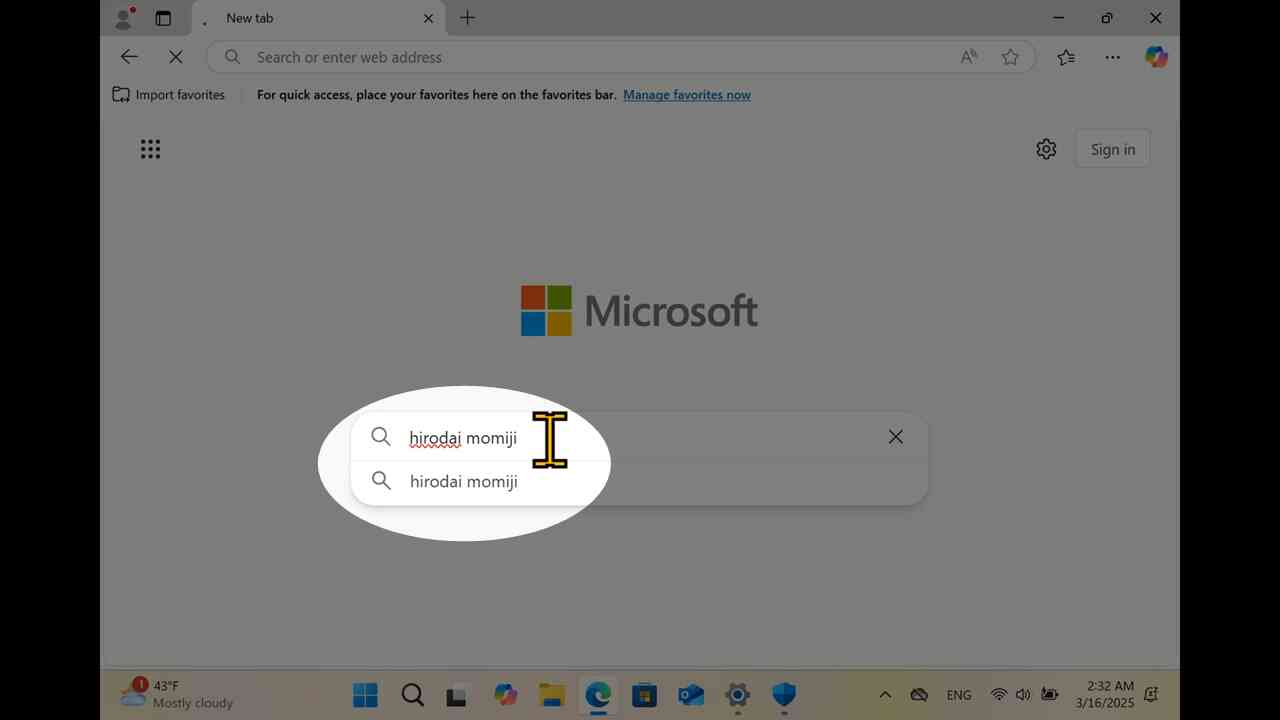 New tab
Search or enter web address
Import favorites
For quick access, place your favorites here on the favorites bar. Manage favorites now
Sign in
Microsoft
hirodai momiji
hirodai momiji
1
43°F
Mostly cloudy
ENG
2:32 AM
3/16/2025